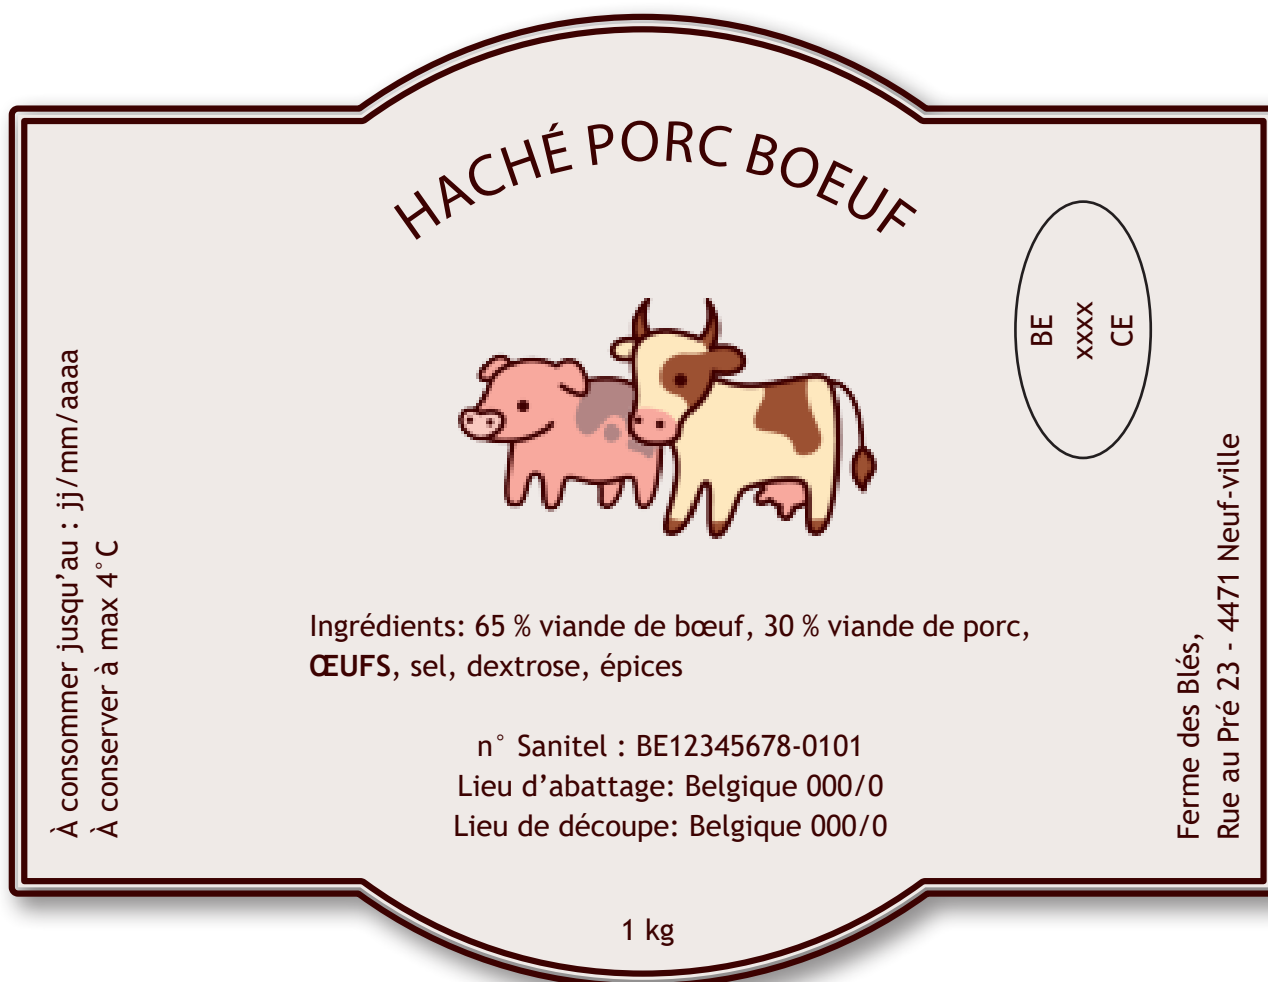 HACHÉ PORC BOEUF
BE
xxxx
CE
À consommer jusqu’au : jj/mm/aaaa
À conserver à max 4°C
Ingrédients: 65 % viande de bœuf, 30 % viande de porc,
ŒUFS, sel, dextrose, épices
n° Sanitel : BE12345678-0101
Lieu d’abattage: Belgique 000/0
Lieu de découpe: Belgique 000/0
Ferme des Blés,
Rue au Pré 23 - 4471 Neuf-ville
1 kg